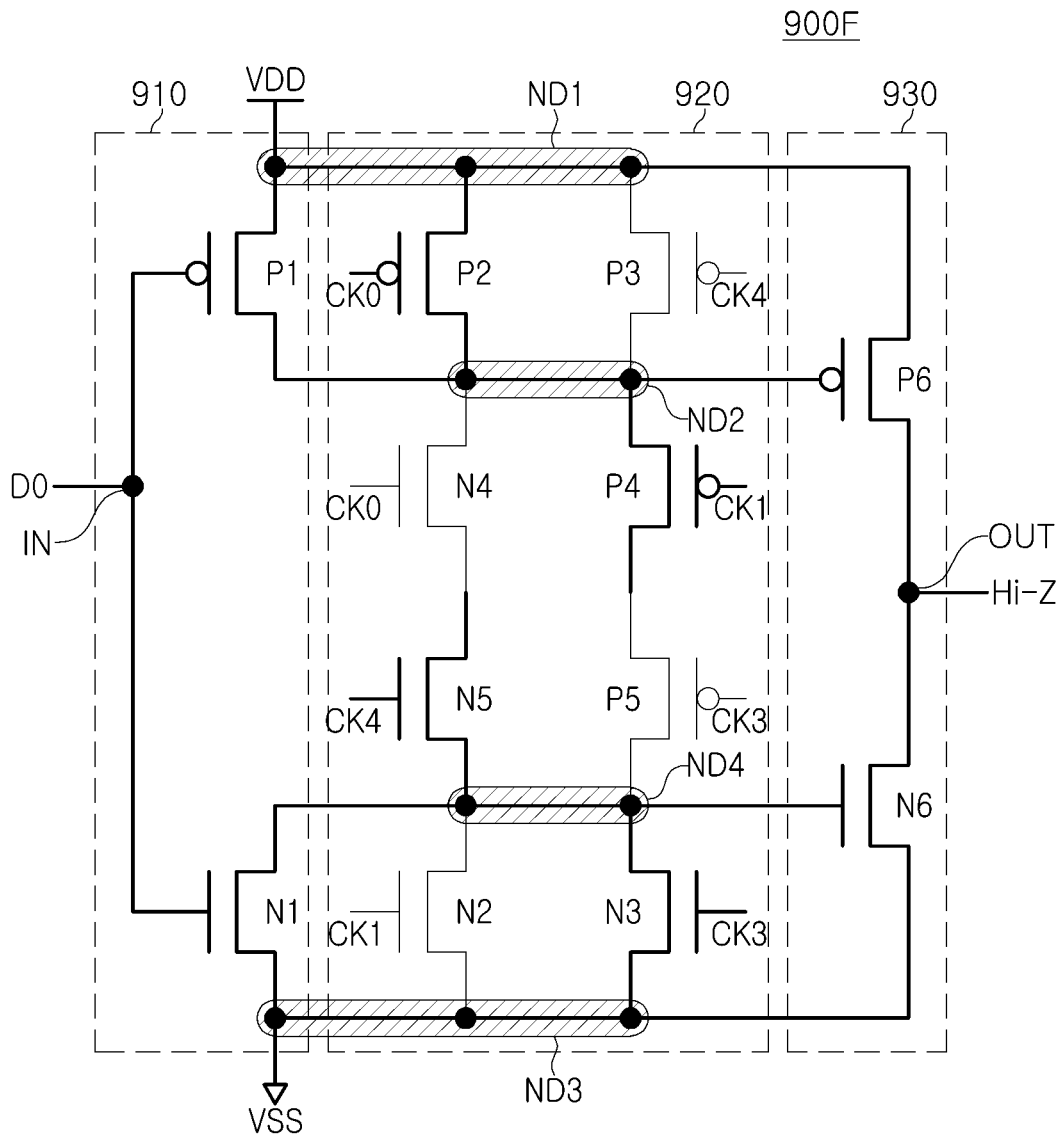 900F
910
VDD
ND1
920
930
P1
P2
P3
CK0
CK4
P6
ND2
D0
N4
P4
CK0
CK1
IN
OUT
Hi-Z
N5
P5
CK4
CK3
ND4
N6
N1
N2
N3
CK1
CK3
ND3
VSS